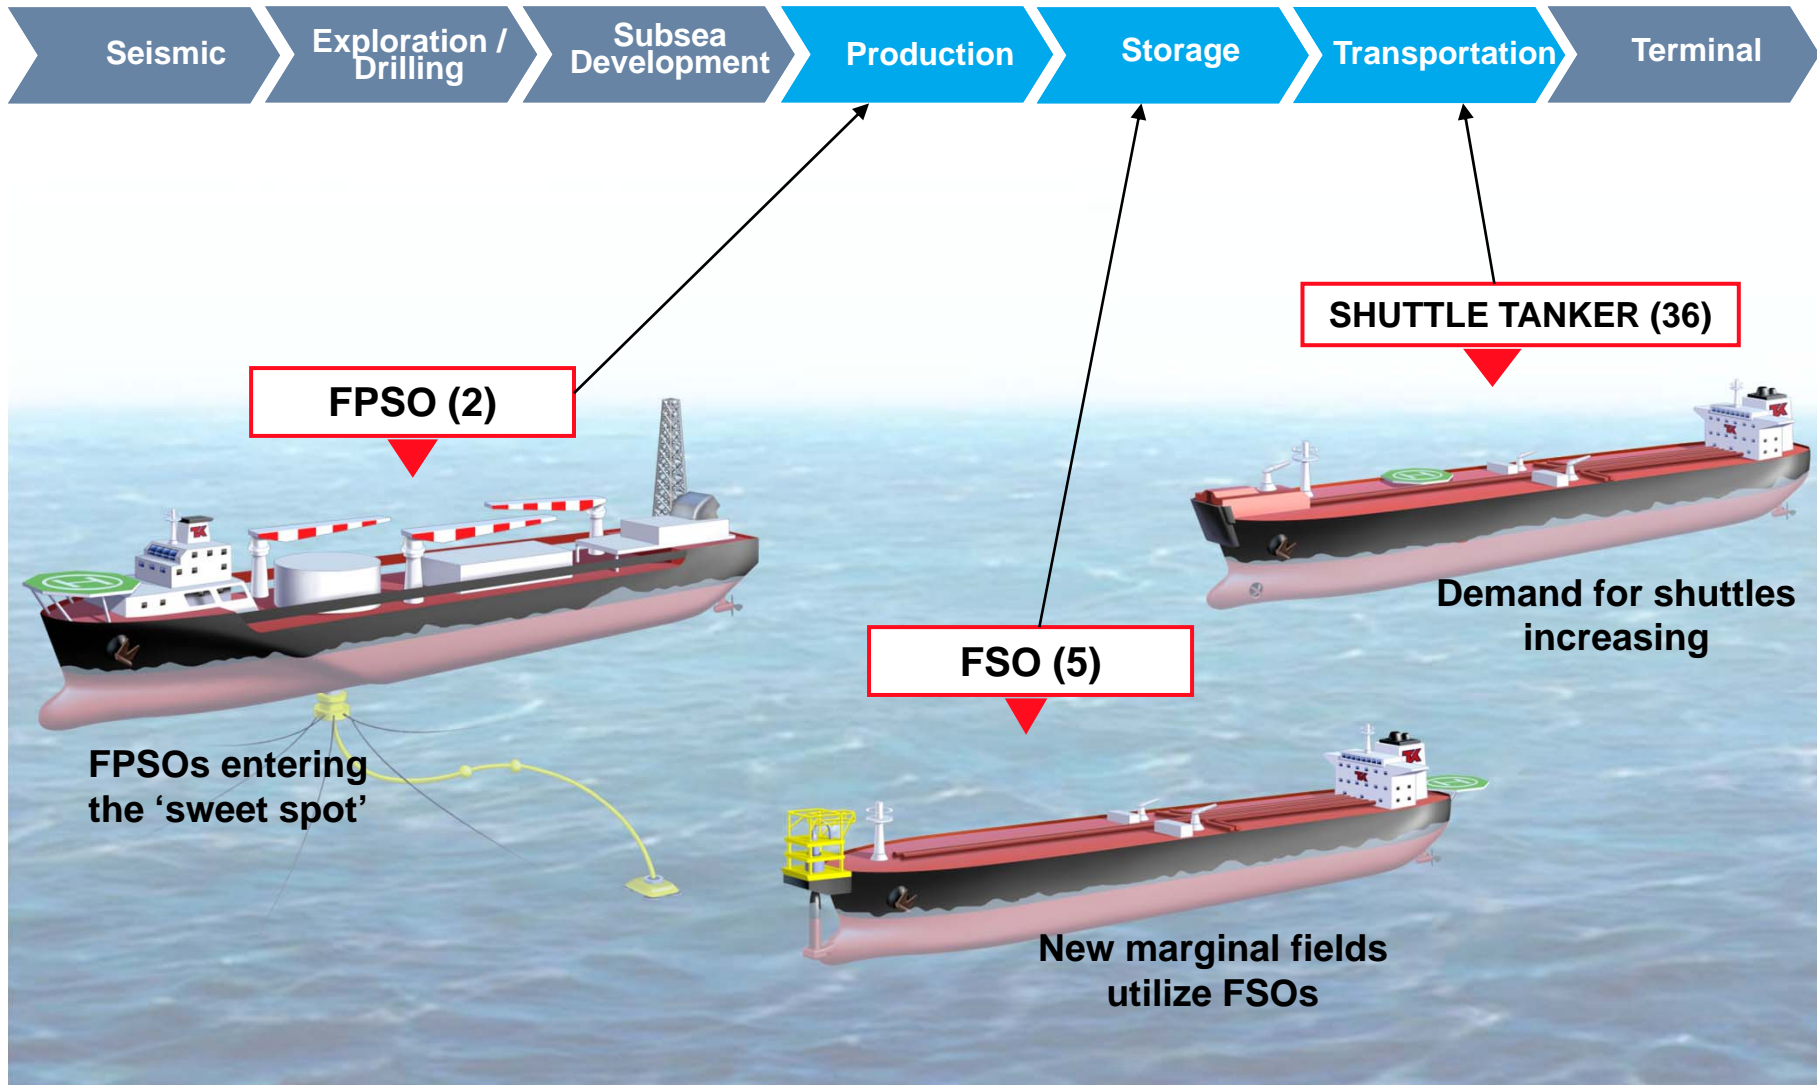 Seismic
Exploration /
Drilling
Subsea
Development
Production
Storage
Transportation
Terminal
SHUTTLE TANKER (36)
FPSO (2)
Demand for shuttles
increasing
FSO (5)
FPSOs entering
the ‘sweet spot’
New marginal fields
utilize FSOs